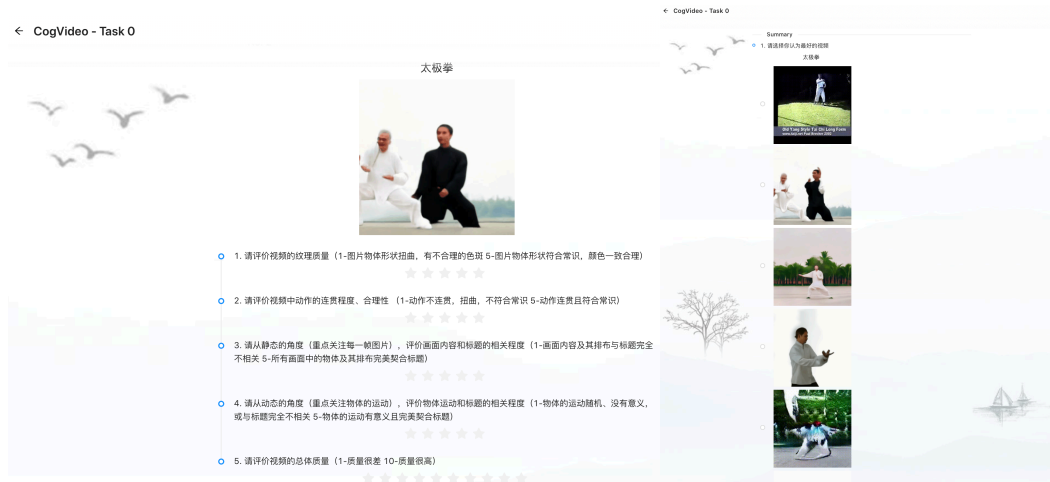 CogVideo - Task 0
太极拳
1. 请评价视频的纹理质量（1-图片物体形状扭曲，有不合理的色斑 5-图片物体形状符合常识，颜色一致合理）
2. 请评价视频中动作的连贯程度、合理性 （1-动作不连贯，扭曲，不符合常识 5-动作连贯且符合常识）
3. 请从静态的角度（重点关注每一帧图片），评价画面内容和标题的相关程度（1-画面内容及其排布与标题完全
不相关 5-所有画面中的物体及其排布完美契合标题）
4. 请从动态的角度（重点关注物体的运动），评价物体运动和标题的相关程度（1-物体的运动随机、没有意义，
或与标题完全不相关 5-物体的运动有意义且完美契合标题）
5. 请评价视频的总体质量（1-质量很差 10-质量很高）
CogVideo - Task 0
Summary
1. 请选择你认为最好的视频
太极拳
Old Yang Style Tai Chi Long Form